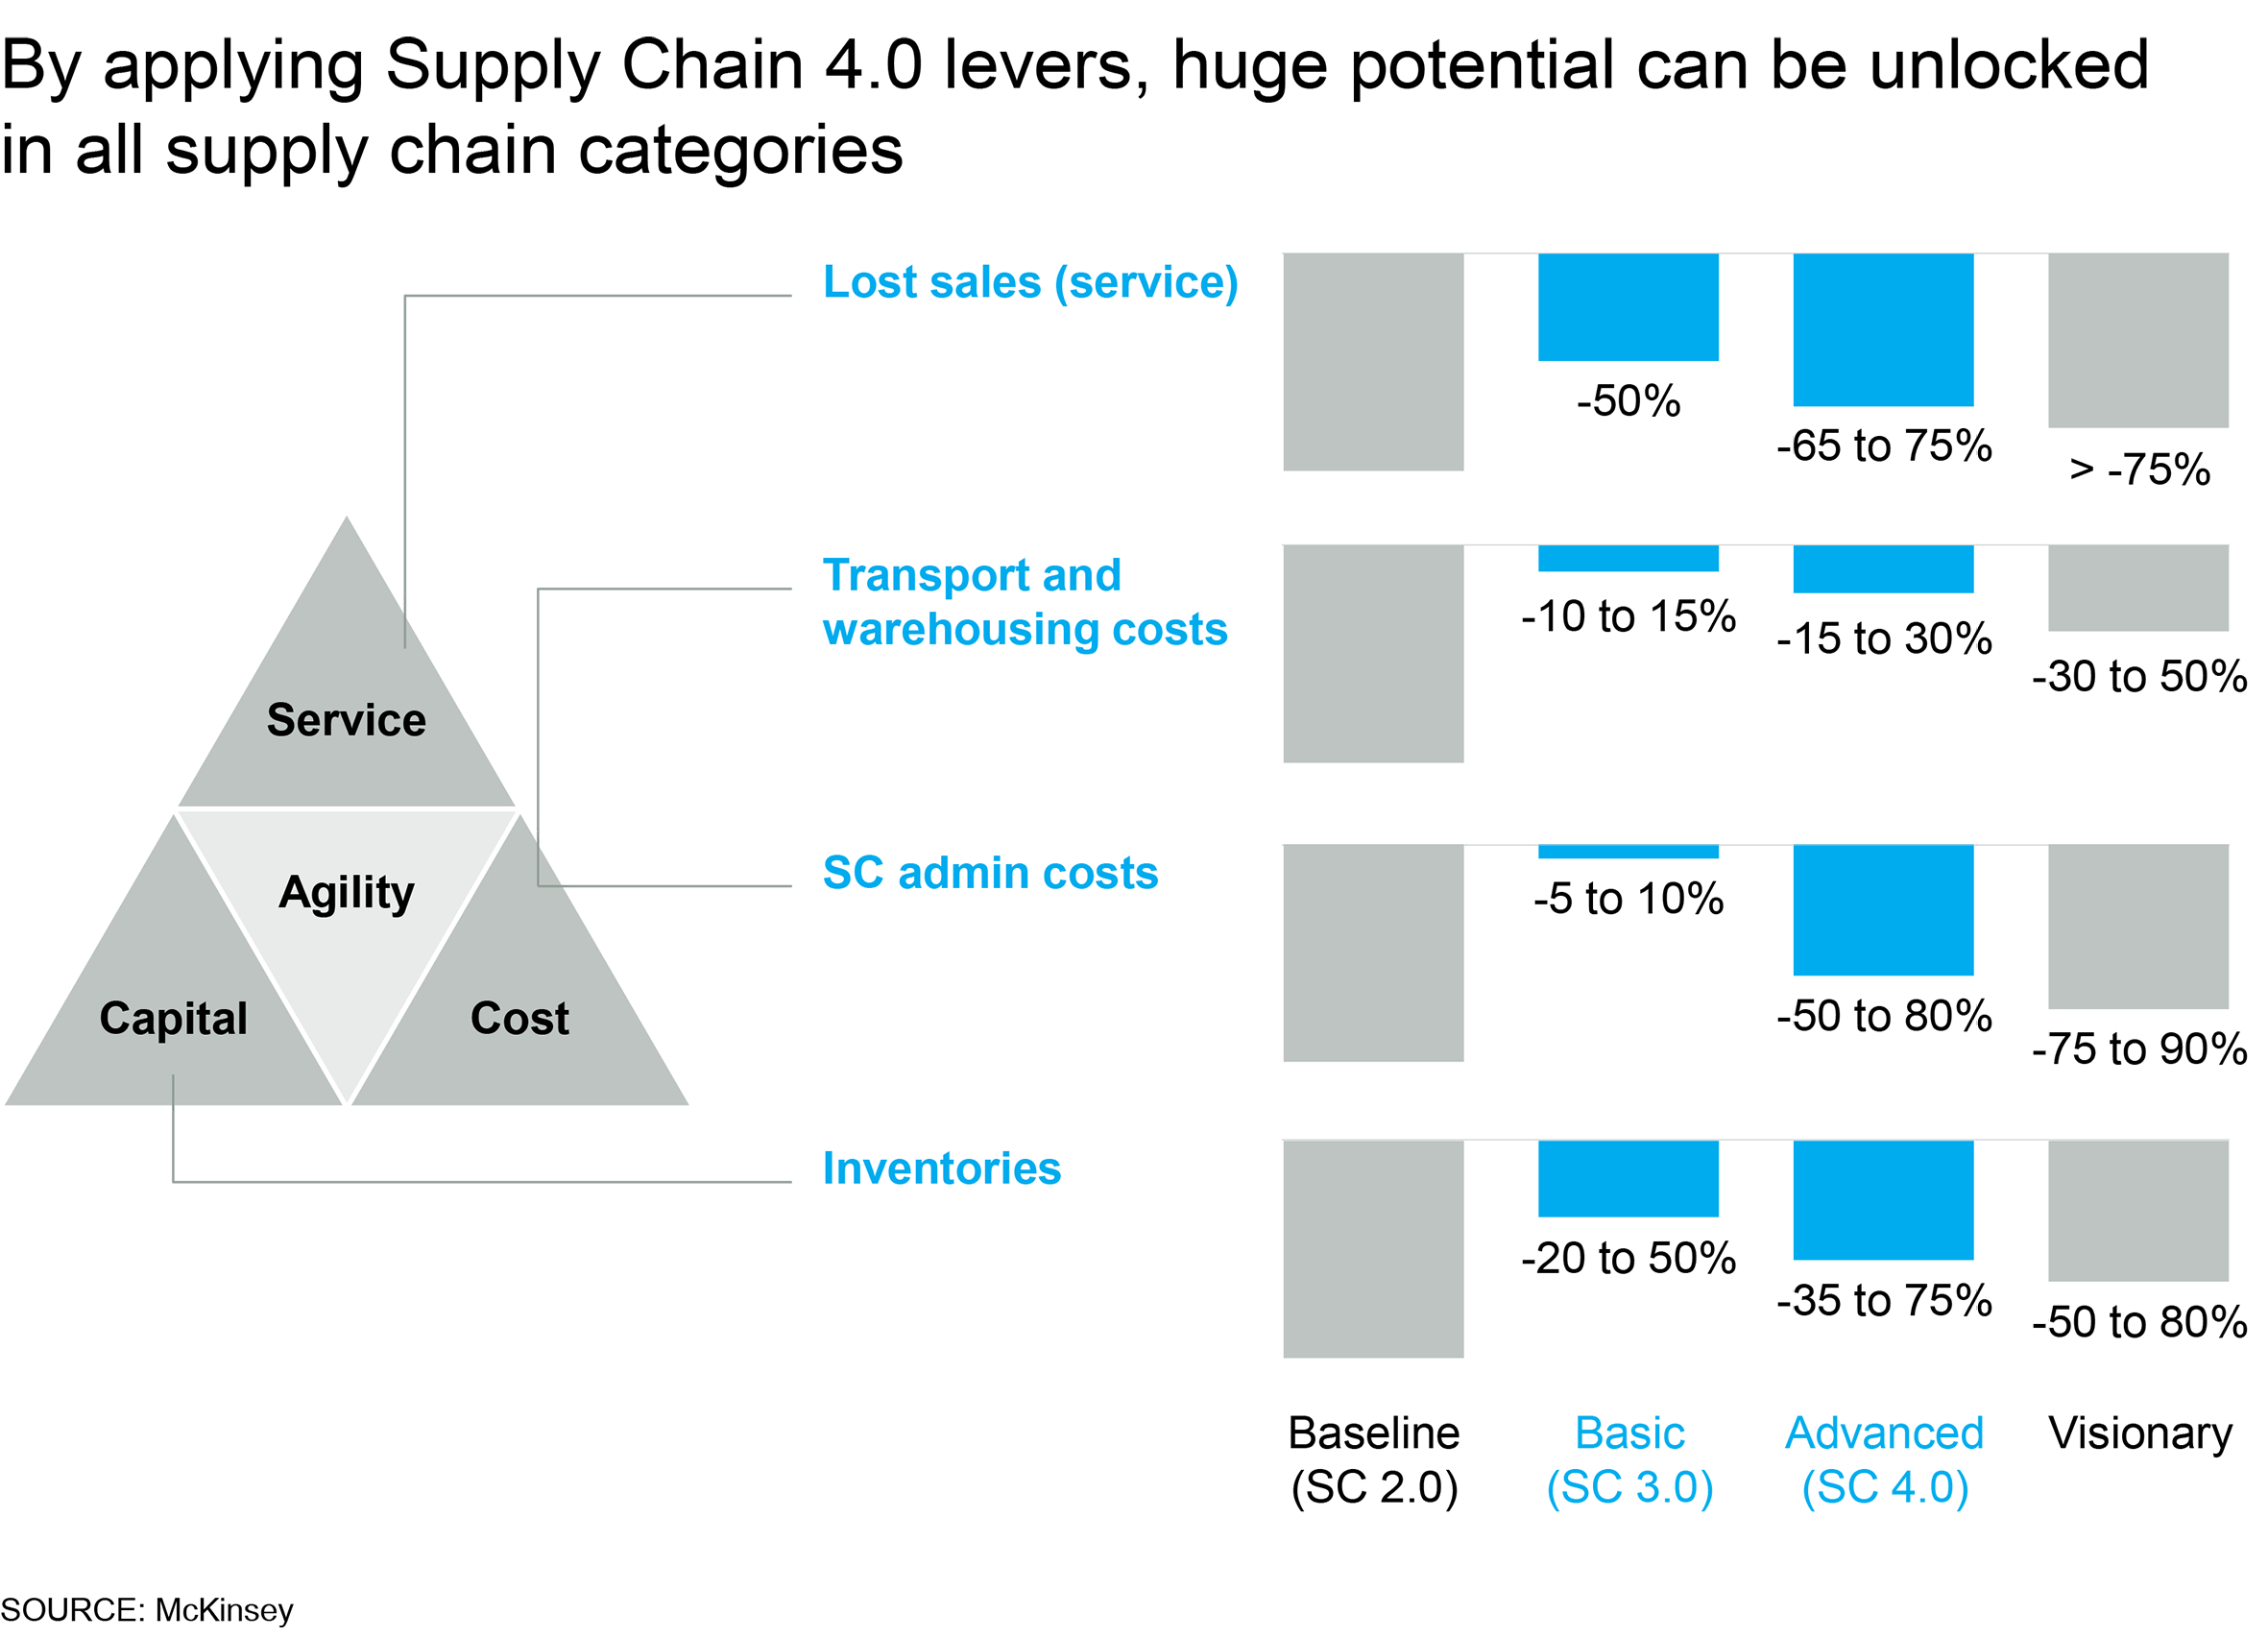 By applying Supply Chain 4.0 levers, huge potential can be unlocked
in all supply chain categories
Lost sales (service)
-50%
-65 to 75%
> -75%
Transport and
warehousing costs
-10 to 15%
-15 to 30%
-30 to 50%
Service
SC admin costs
-5 to 10%
-50 to 80%
-75 to 90%
Agility
Capital
Cost
Inventories
-20 to 50%
-35 to 75%
-50 to 80%
Baseline
(SC 2.0)
Basic
(SC 3.0)
Advanced
(SC 4.0)
Visionary
SOURCE: McKinsey